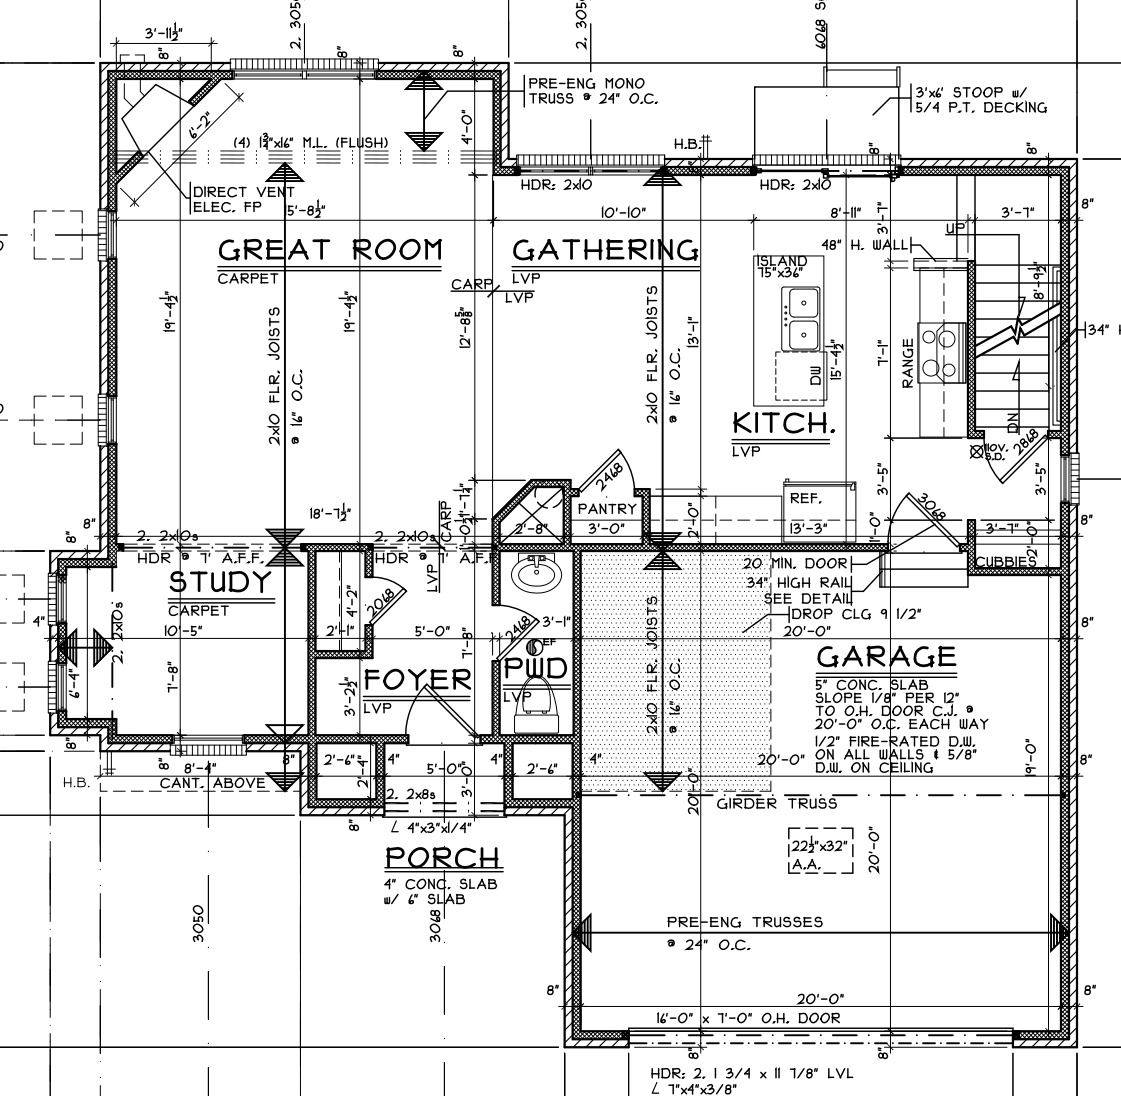 3'-11½"
8"
2, 305
8"
8"
2, 305
6068 S
PRE-ENG MONO
TRUSS @ 24" O.C.
3'x6' STOOP w/
5/4 P.T. DECKING
6'-2"
4'-0"
(4) 1¾"x16" M.L. (FLUSH)
H.B.
8"
8"
HDR: 2x10
HDR: 2x10
DIRECT VENT
ELEC. FP
5'-8½"
10'-10"
8'-11"
3'-7"
3'-7"
8"
UP
48" H. WALL
GREAT ROOM
CARPET
GATHERING
LVP
CARP
LVP
ISLAND
75"x36"
8'-9½"
19'-4½"
19'-4½"
12'-8⅝"
13'-1"
15'-4½"
7'-1"
2x10 FLR. JOISTS
@ 16" O.C.
2x10 FLR. JOISTS
@ 16" O.C.
DW
RANGE
34" H
KITCH.
LVP
DN
HOV.
S.D.
2868
2468
PANTRY
3'-0"
2'-8"
REF.
13'-3"
3068
3'-5"
3'-5"
18'-7½"
CARP
LVP
2'-0"
1'-0"
3'-7"
2'-0"
CUBBIES
8"
8"
8"
2, 2x10s
HDR @ 7' A.F.F.
2, 2x10s
HDR @ 7' A.F.F.
20 MIN. DOOR
34" HIGH RAIL
SEE DETAIL
DROP CLG 9 1/2"
STUDY
CARPET
10'-5"
4"
2, 2x10s
6'-4"
7'-8"
4'-2"
2'-1"
2068
5'-0"
7'-8"
2468
3'-1"
EF
PWD
LVP
FOYER
LVP
3'-2½"
2x10 FLR. JOISTS
@ 16" O.C.
20'-0"
8"
GARAGE
5" CONC. SLAB
SLOPE 1/8" PER 12"
TO O.H. DOOR C.J. @
20'-0" O.C. EACH WAY
1/2" FIRE-RATED D.W.
ON ALL WALLS & 5/8"
D.W. ON CEILING
19'-0"
8"
8"
8'-4"
8"
2'-6"
2'-4"
4"
5'-0"
3'-0"
2'-6"
4"
20'-0"
8"
H.B.
CANT. ABOVE
2, 2x8s
∠ 4"x3"x1/4"
8"
20'-0"
GIRDER TRUSS
22½"x32"
A.A.
20'-0"
PORCH
4" CONC. SLAB
w/ 6" SLAB
3050
3068
PRE-ENG TRUSSES
@ 24" O.C.
8"
8"
20'-0"
16'-0" x 7'-0" O.H. DOOR
8"
8"
HDR: 2, 1 3/4 x 11 7/8" LVL
∠ 7"x4"x3/8"